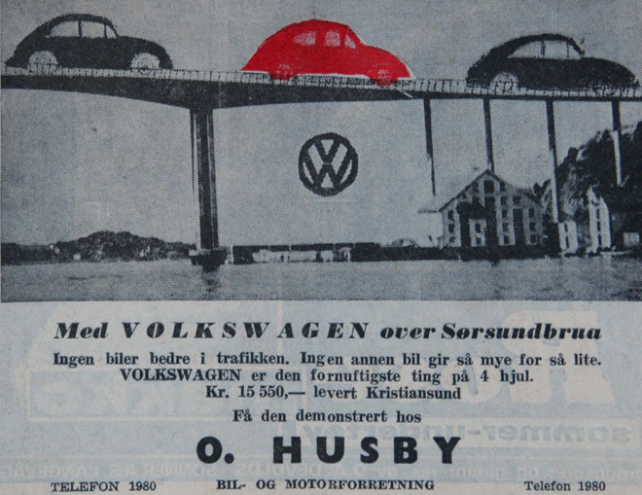 VW
Med VOLKSWAGEN over Sørsundbrua
Ingen biler bedre i trafikken. Ingen annen bil gir så mye for så lite.
VOLKSWAGEN er den fornuftigste ting på 4 hjul.
Kr. 15 550,— levert Kristiansund
Få den demonstrert hos
O. HUSBY
TELEFON 1980 BIL- OG MOTORFORRETNING Telefon 1980